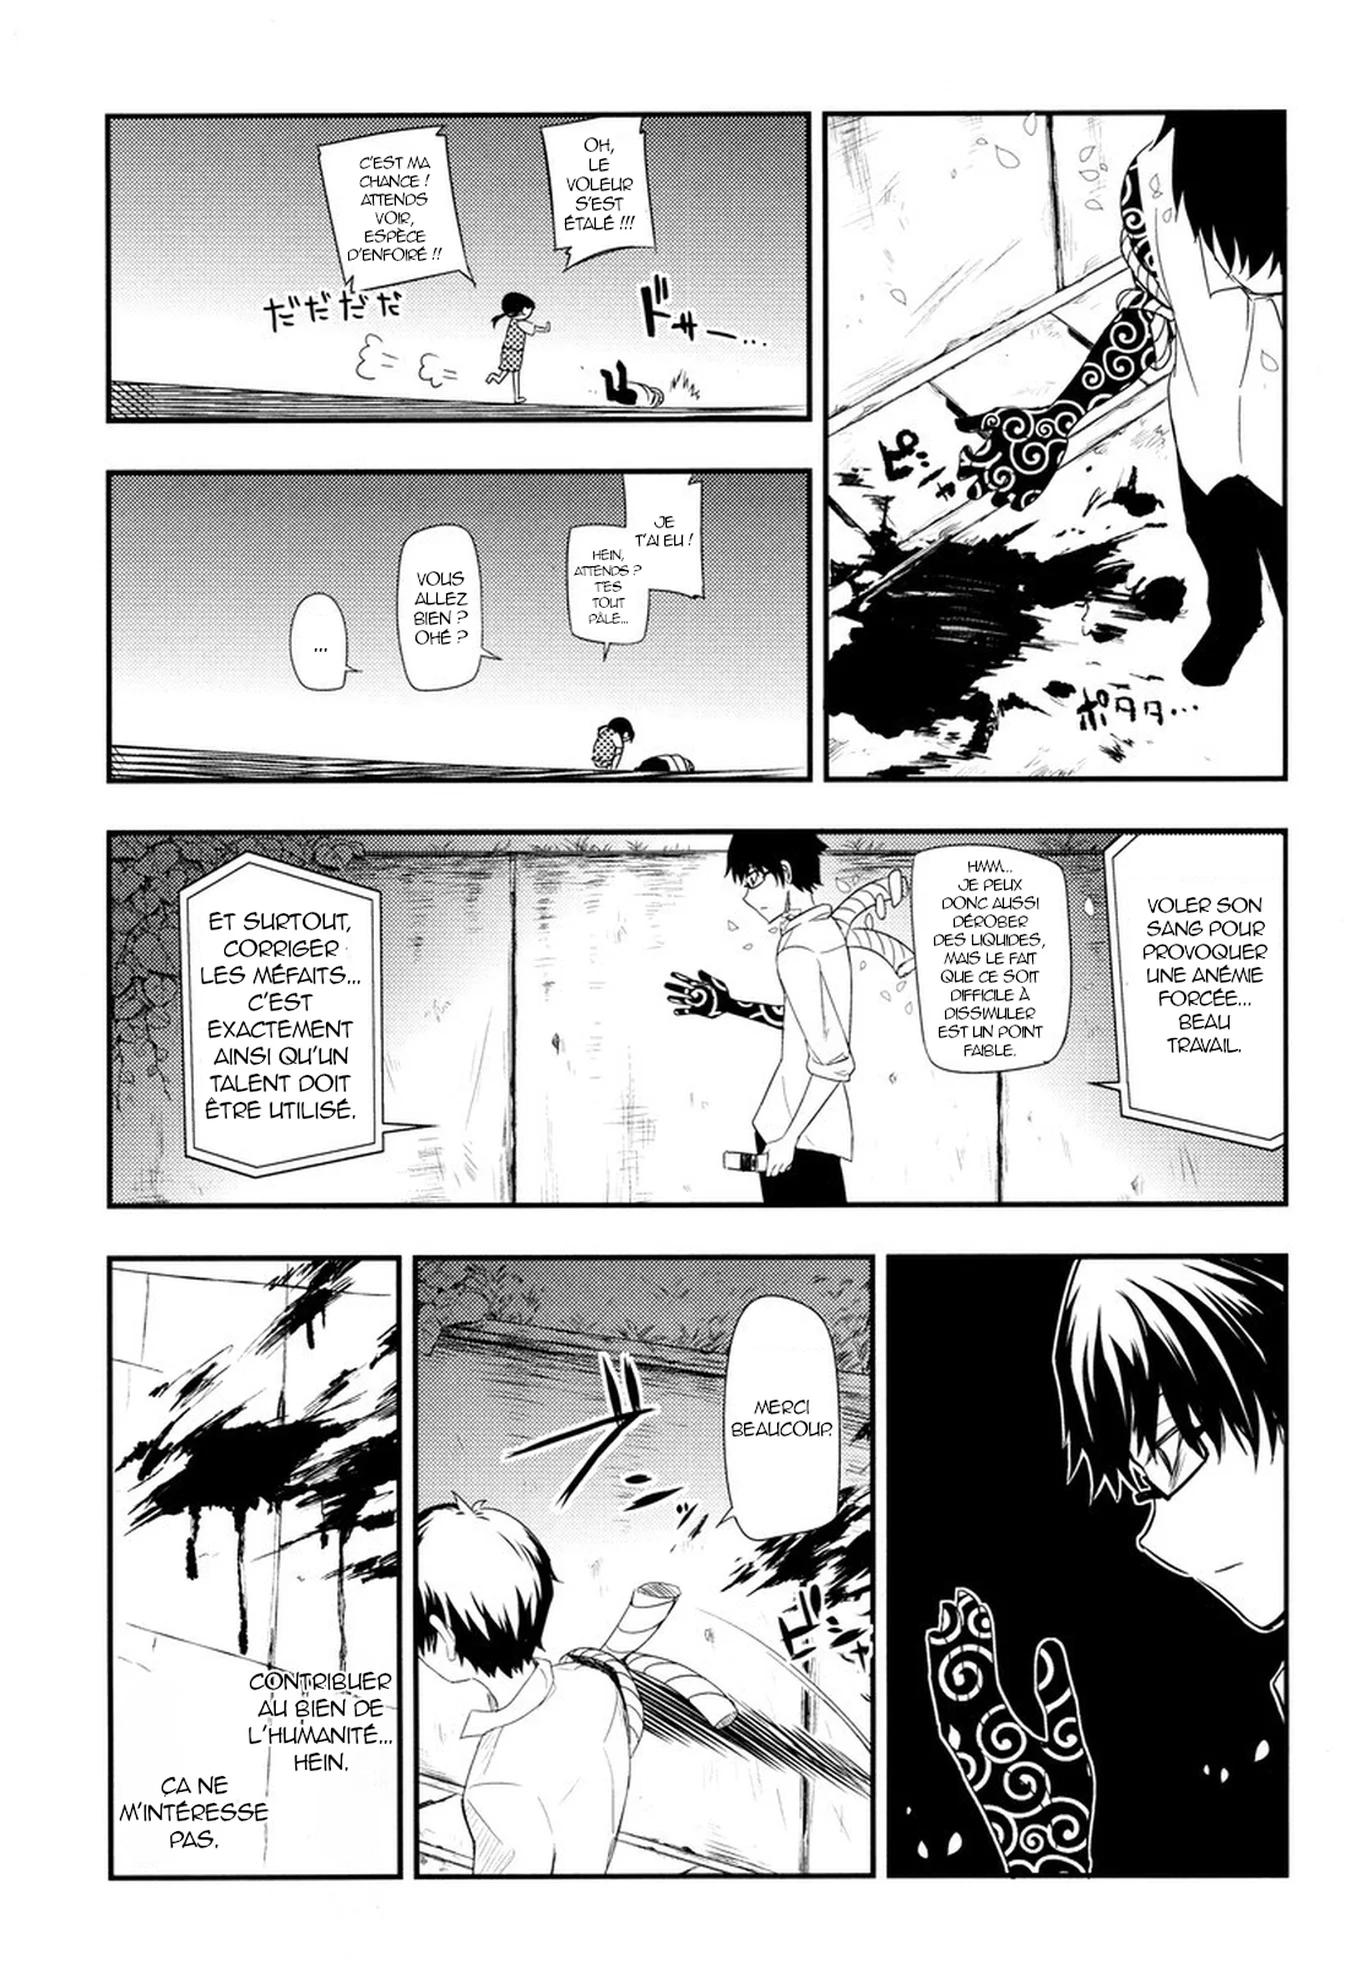 ピ
チャ
ポタタ...
OH,
LE
VOLEUR
S'EST
ÉTALÉ !!!
ドサー...
C'EST MA
CHANCE !
ATTENDS
VOIR,
ESPÈCE
D'ENFOIRÉ !!
だだだだ
JE
T'AI EU !
HEIN,
ATTENDS ?
T'ES
TOUT
PÂLE...
VOUS
ALLEZ
BIEN ?
OHÉ ?
...
VOLER SON
SANG POUR
PROVOQUER
UNE ANÉMIE
FORCÉE...
BEAU
TRAVAIL.
HMM...
JE PEUX
DONC AUSSI
DÉROBER
DES LIQUIDES,
MAIS LE FAIT
QUE CE SOIT
DIFFICILE À
DISSIMULER
EST UN POINT
FAIBLE.
ET SURTOUT,
CORRIGER
LES MÉFAITS...
C'EST
EXACTEMENT
AINSI QU'UN
TALENT DOIT
ÊTRE UTILISÉ.
MERCI
BEAUCOUP.
CONTRIBUER
AU BIEN DE
L'HUMANITÉ...
HEIN.
ÇA NE
M'INTÉRESSE
PAS.